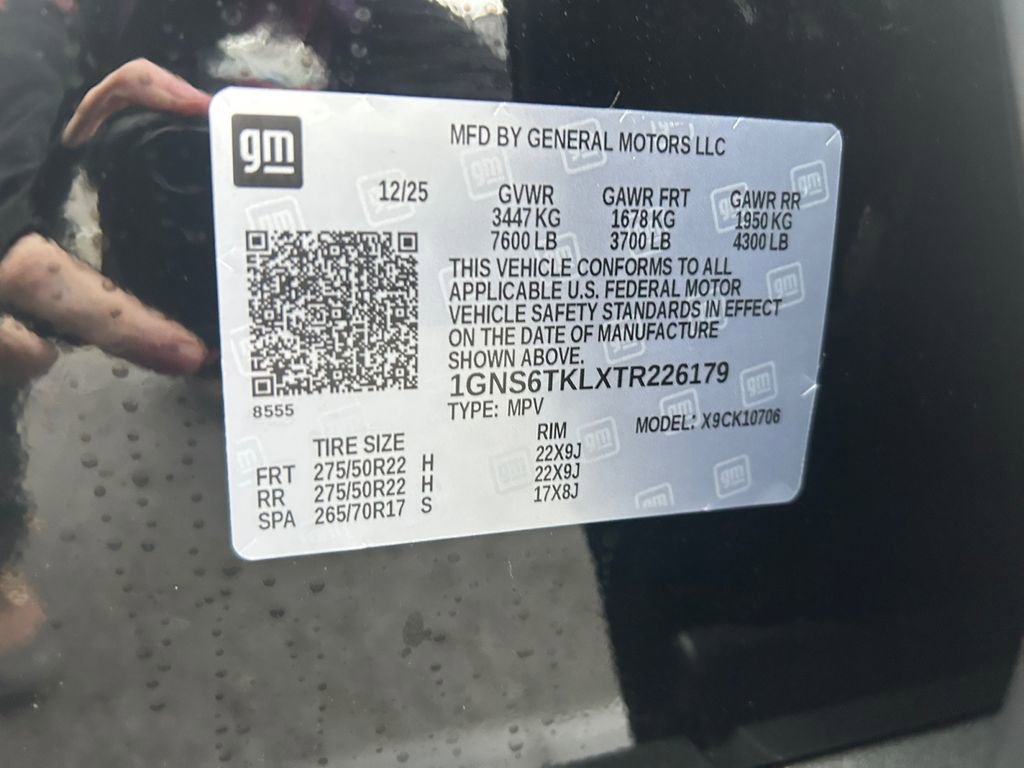 gm
MFD BY GENERAL MOTORS LLC
12/25
GVWR GAWR FRT GAWR RR
3447 KG 1678 KG 1950 KG
7600 LB 3700 LB 4300 LB
THIS VEHICLE CONFORMS TO ALL
APPLICABLE U.S. FEDERAL MOTOR
VEHICLE SAFETY STANDARDS IN EFFECT
ON THE DATE OF MANUFACTURE
SHOWN ABOVE.
1GNS6TKLXTR226179
TYPE: MPV MODEL: X9CK10706
8555
TIRE SIZE RIM
FRT 275/50R22 H 22X9J
RR 275/50R22 H 22X9J
SPA 265/70R17 S 17X8J